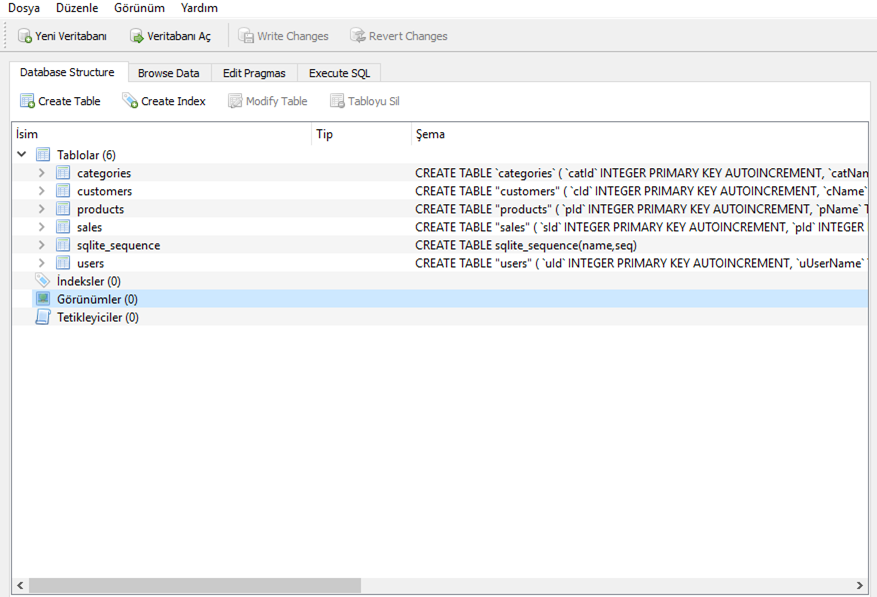 Dosya Düzenle Görünüm Yardım
Yeni Veritabanı Veritabanı Aç Write Changes Revert Changes
Database Structure Browse Data Edit Pragmas Execute SQL
Create Table Create Index Modify Table Tabloyu Sil
İsim Tip Şema
Tablolar (6)
categories CREATE TABLE `categories` ( `catId` INTEGER PRIMARY KEY AUTOINCREMENT, `catNam
customers CREATE TABLE "customers" ( `cId` INTEGER PRIMARY KEY AUTOINCREMENT, `cName`
products CREATE TABLE "products" ( `pId` INTEGER PRIMARY KEY AUTOINCREMENT, `pName` T
sales CREATE TABLE "sales" ( `sId` INTEGER PRIMARY KEY AUTOINCREMENT, `pId` INTEGER
sqlite_sequence CREATE TABLE sqlite_sequence(name,seq)
users CREATE TABLE "users" ( `uId` INTEGER PRIMARY KEY AUTOINCREMENT, `uUserName`
İndeksler (0)
Görünümler (0)
Tetikleyiciler (0)